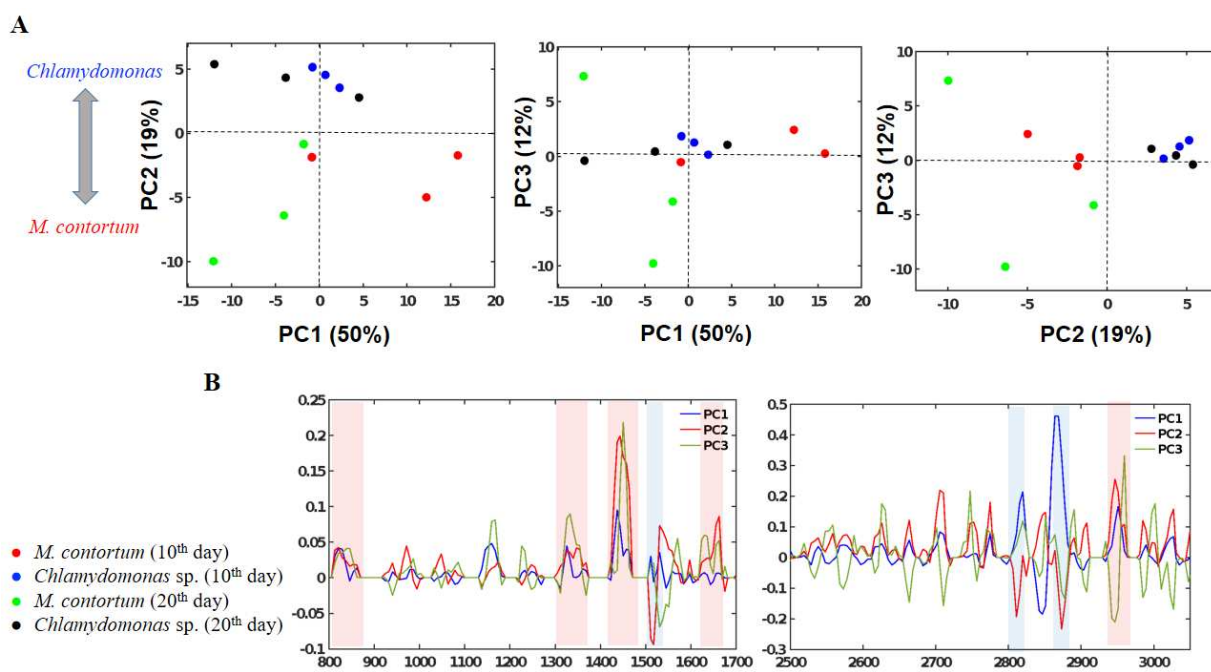 A
Chlamydomonas
M. contortum
PC2 (19%)
5
0
-5
-10
-15 -10 -5 0 5 10 15 20
PC1 (50%)
PC3 (12%)
10
5
0
-5
-10
-15 -10 -5 0 5 10 15 20
PC1 (50%)
PC3 (12%)
10
5
0
-5
-10
-10 -5 0 5
PC2 (19%)
B
0.25
0.2
0.15
0.1
0.05
0
-0.05
-0.1
800 900 1000 1100 1200 1300 1400 1500 1600 1700
PC1
PC2
PC3
0.5
0.4
0.3
0.2
0.1
0
-0.1
-0.2
-0.3
2500 2600 2700 2800 2900 3000
PC1
PC2
PC3
M. contortum (10th day)
Chlamydomonas sp. (10th day)
M. contortum (20th day)
Chlamydomonas sp. (20th day)